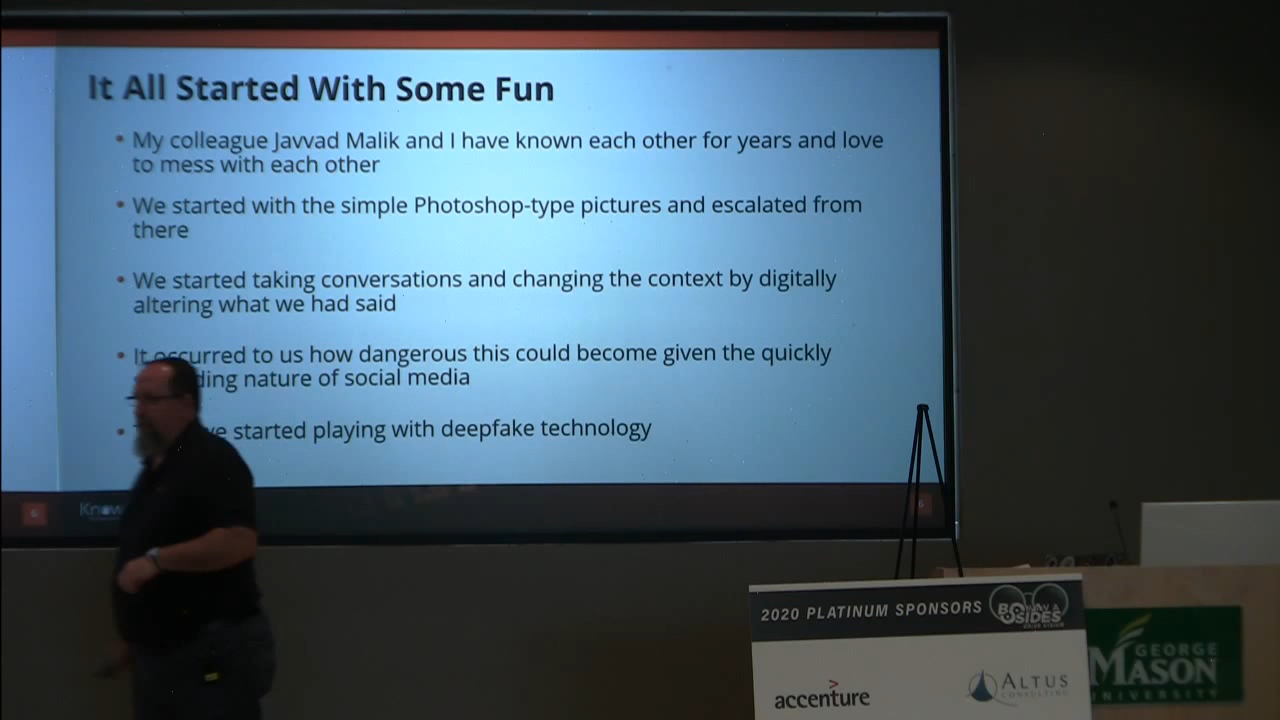 It All Started With Some Fun
• My colleague Javvad Malik and I have known each other for years and love
to mess with each other
• We started with the simple Photoshop-type pictures and escalated from
there
• We started taking conversations and changing the context by digitally
altering what we had said
• It occurred to us how dangerous this could become given the quickly
nature of social media
• started playing with deepfake technology
6
2020 PLATINUM SPONSORS
BSIDES
accenture
ALTUS
CONSULTING
GEORGE
MASON
UNIVERSITY